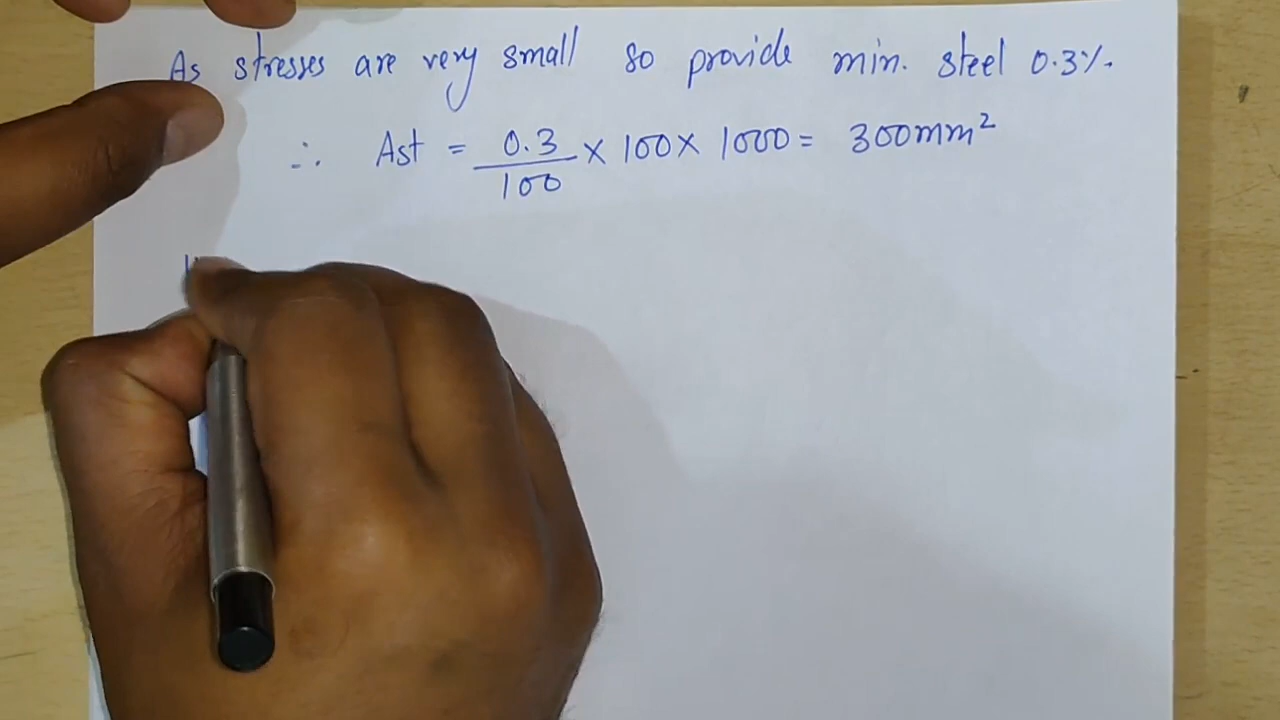 As stresses are very small so provide min. steel 0.3%.
∴ Ast = 0.3/100 × 100 × 1000 = 300mm²